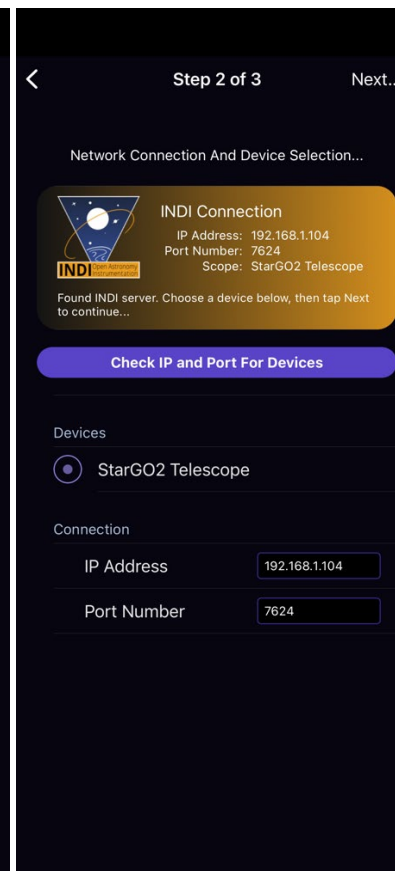 Step 2 of 3
Next..
Network Connection And Device Selection...
INDI Connection
IP Address: 192.168.1.104
Port Number: 7624
Scope: StarGO2 Telescope
INDI Open Astronomy
Instrumentation
Found INDI server. Choose a device below, then tap Next
to continue...
Check IP and Port For Devices
Devices
StarGO2 Telescope
Connection
IP Address 192.168.1.104
Port Number 7624